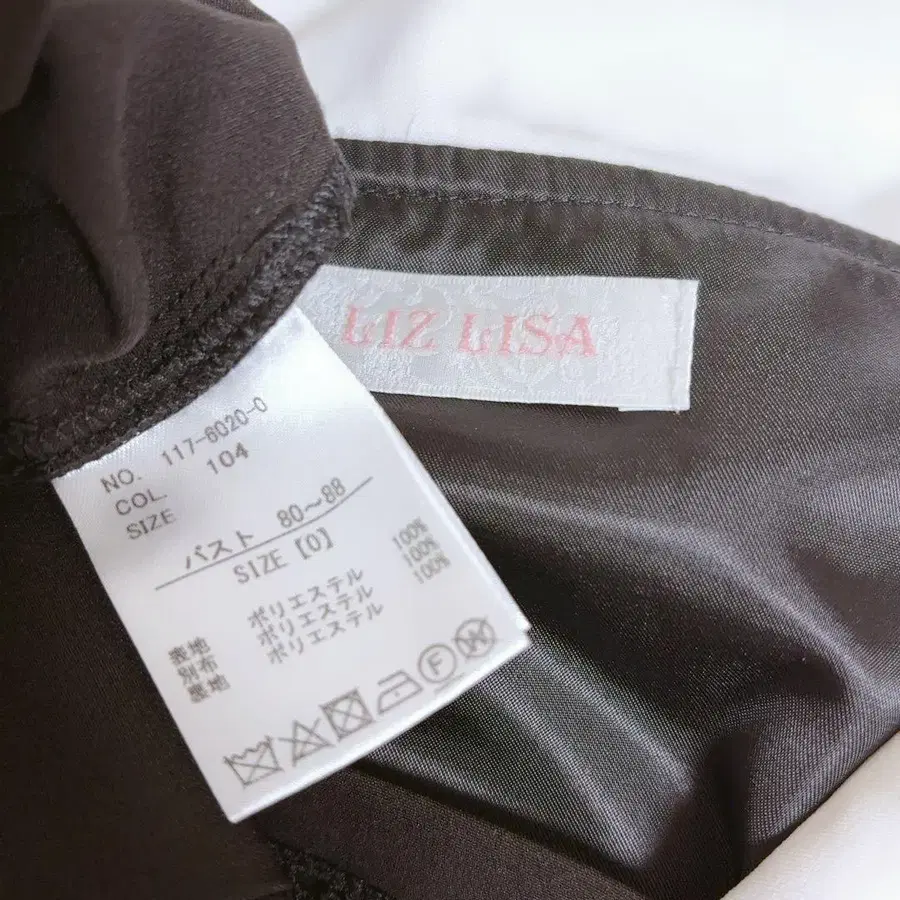 LIZ LISA
NO. 117-6020-0
COL. 104
SIZE
バスト 80〜88
SIZE【0】
表地 ポリエステル 100%
別布 ポリエステル 100%
裏地 ポリエステル 100%
F
W